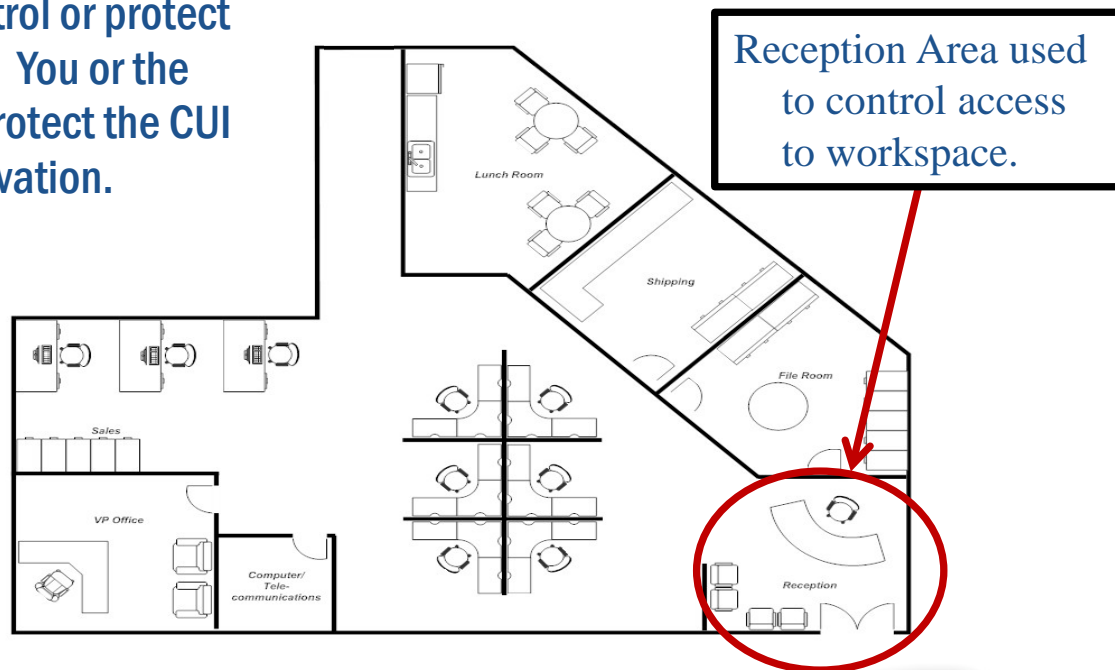 trol or protect
You or the
rotect the CUI
vation.
Reception Area used
to control access
to workspace.
Lunch Room
Shipping
File Room
Sales
VP Office
Computer/
Tele-
communications
Reception